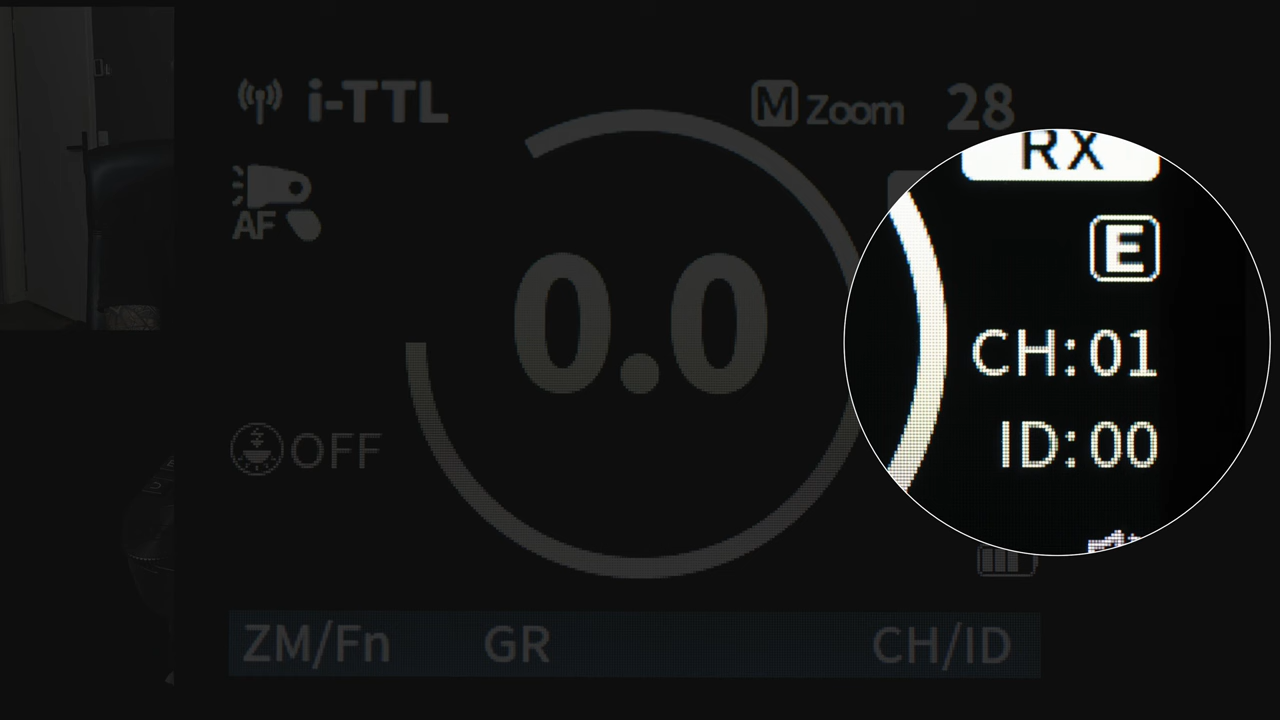 i-TTL M Zoom 28
RX
AF
E
0.0
CH:01
ID:00
OFF
ZM/Fn GR CH/ID